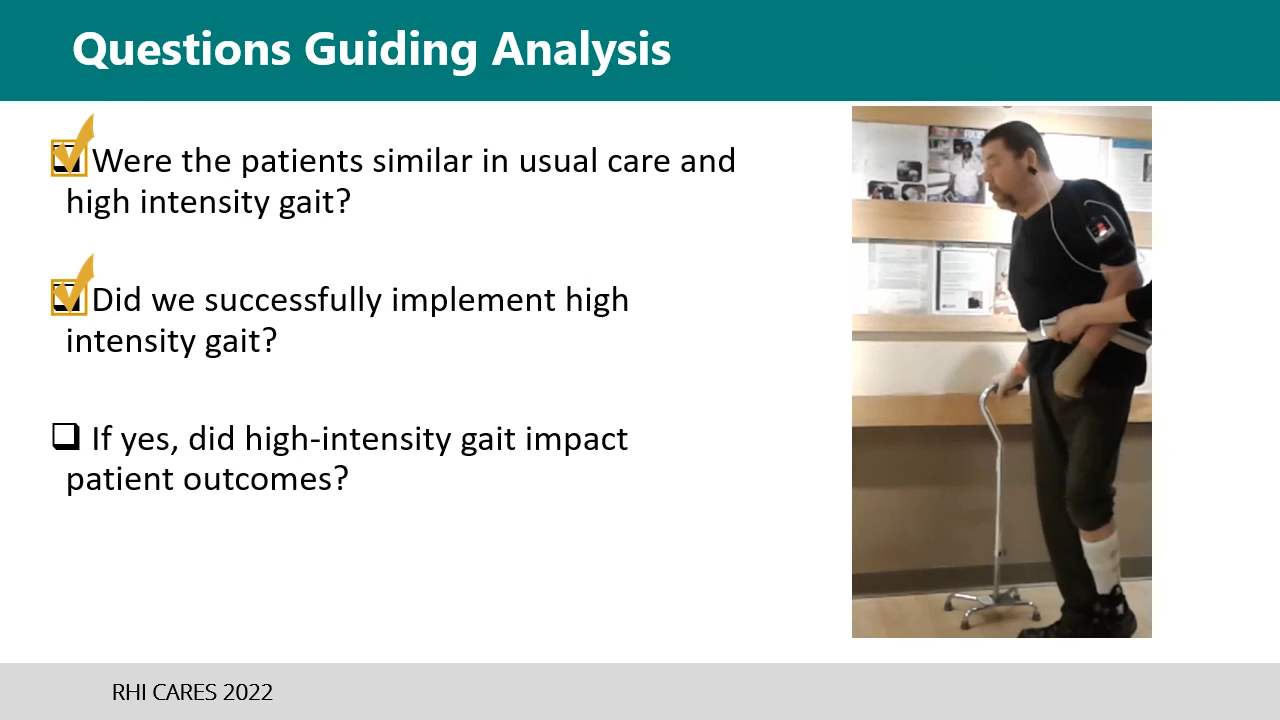 Questions Guiding Analysis
Were the patients similar in usual care and
high intensity gait?
Did we successfully implement high
intensity gait?
If yes, did high-intensity gait impact
patient outcomes?
RHI CARES 2022